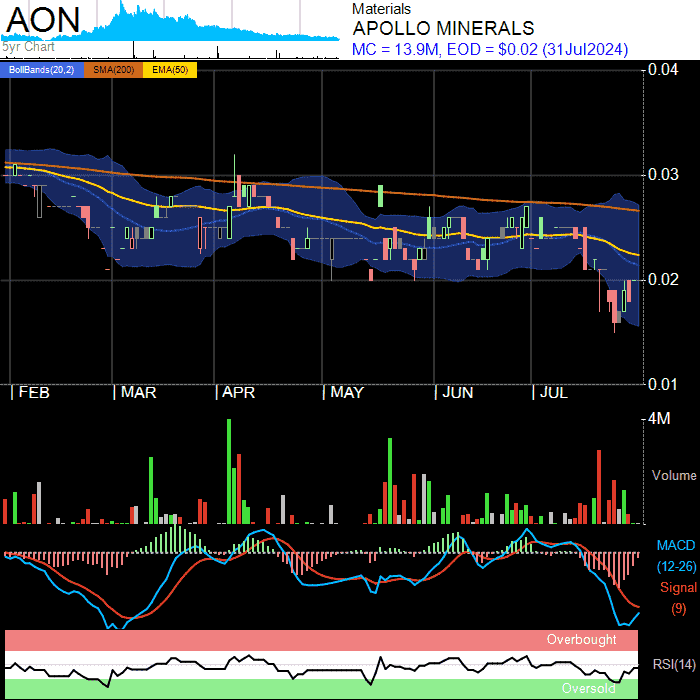 AON
5yr Chart
Materials
APOLLO MINERALS
MC = 13.9M, EOD = $0.02 (31Jul2024)
BollBands(20,2) SMA(200) EMA(50)
0.04
0.03
0.02
0.01
FEB MAR APR MAY JUN JUL
4M
Volume
MACD
(12-26)
Signal
(9)
Overbought
RSI(14)
Oversold